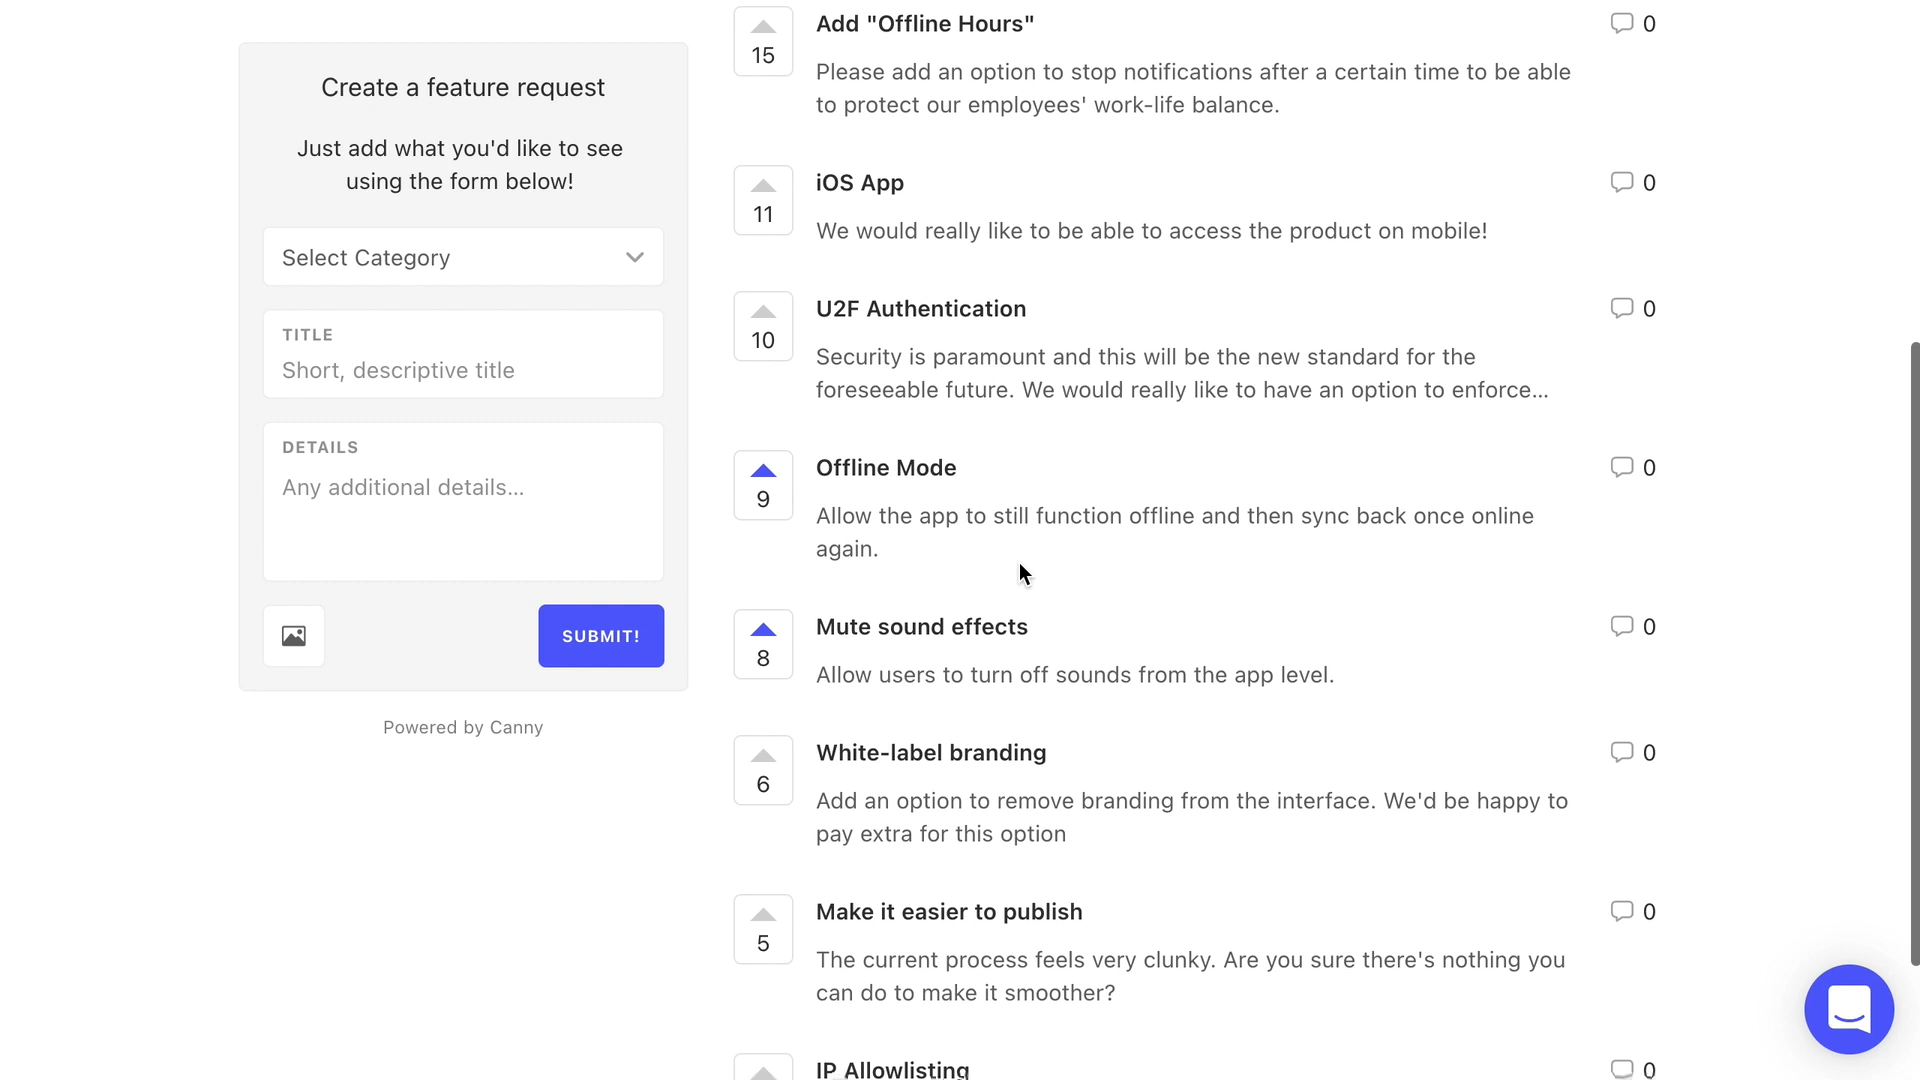 Create a feature request
Just add what you'd like to see
using the form below!
Select Category
TITLE
Short, descriptive title
DETAILS
Any additional details...
SUBMIT!
Powered by Canny
Add "Offline Hours"
0
15
Please add an option to stop notifications after a certain time to be able
to protect our employees' work-life balance.
iOS App
0
11
We would really like to be able to access the product on mobile!
U2F Authentication
0
10
Security is paramount and this will be the new standard for the
foreseeable future. We would really like to have an option to enforce...
Offline Mode
0
9
Allow the app to still function offline and then sync back once online
again.
Mute sound effects
0
8
Allow users to turn off sounds from the app level.
White-label branding
0
6
Add an option to remove branding from the interface. We'd be happy to
pay extra for this option
Make it easier to publish
0
5
The current process feels very clunky. Are you sure there's nothing you
can do to make it smoother?
IP Allowlisting
0